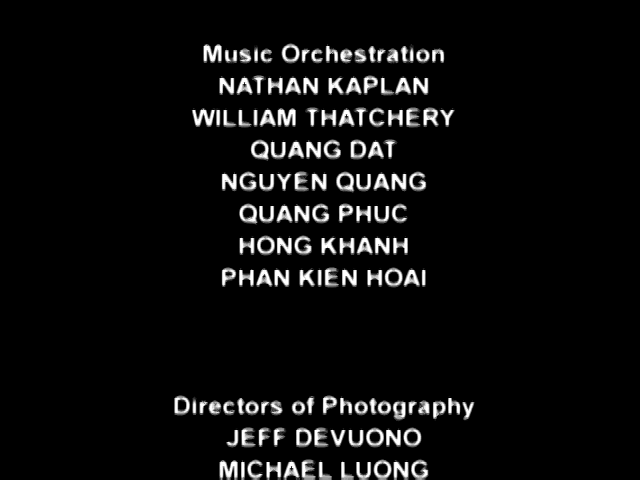 Music Orchestration
NATHAN KAPLAN
WILLIAM THATCHERY
QUANG DAT
NGUYEN QUANG
QUANG PHUC
HONG KHANH
PHAN KIEN HOAI
Directors of Photography
JEFF DEVUONO
MICHAEL LUONG